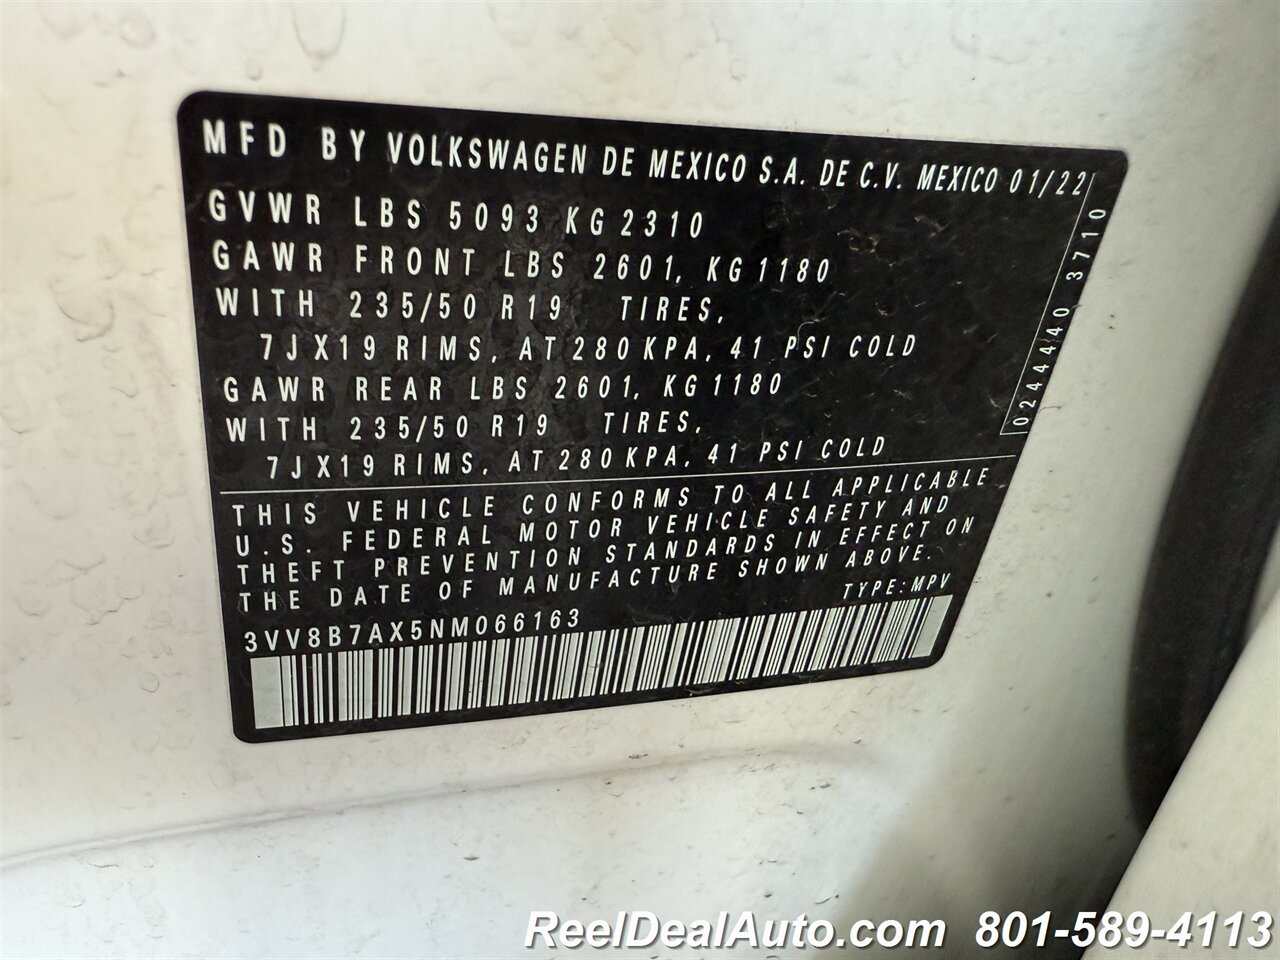 MFD BY VOLKSWAGEN DE MEXICO S.A. DE C.V. MEXICO 01/22
GVWR LBS 5093 KG 2310
GAWR FRONT LBS 2601, KG 1180
WITH 235/50 R19 TIRES,
7JX19 RIMS, AT 280 KPA, 41 PSI COLD
GAWR REAR LBS 2601, KG 1180
WITH 235/50 R19 TIRES,
7JX19 RIMS, AT 280 KPA, 41 PSI COLD
0244440 3710
THIS VEHICLE CONFORMS TO ALL APPLICABLE
U.S. FEDERAL MOTOR VEHICLE SAFETY AND
THEFT PREVENTION STANDARDS IN EFFECT ON
THE DATE OF MANUFACTURE SHOWN ABOVE.
TYPE: MPV
3VV8B7AX5NM066163
ReelDealAuto.com 801-589-4113